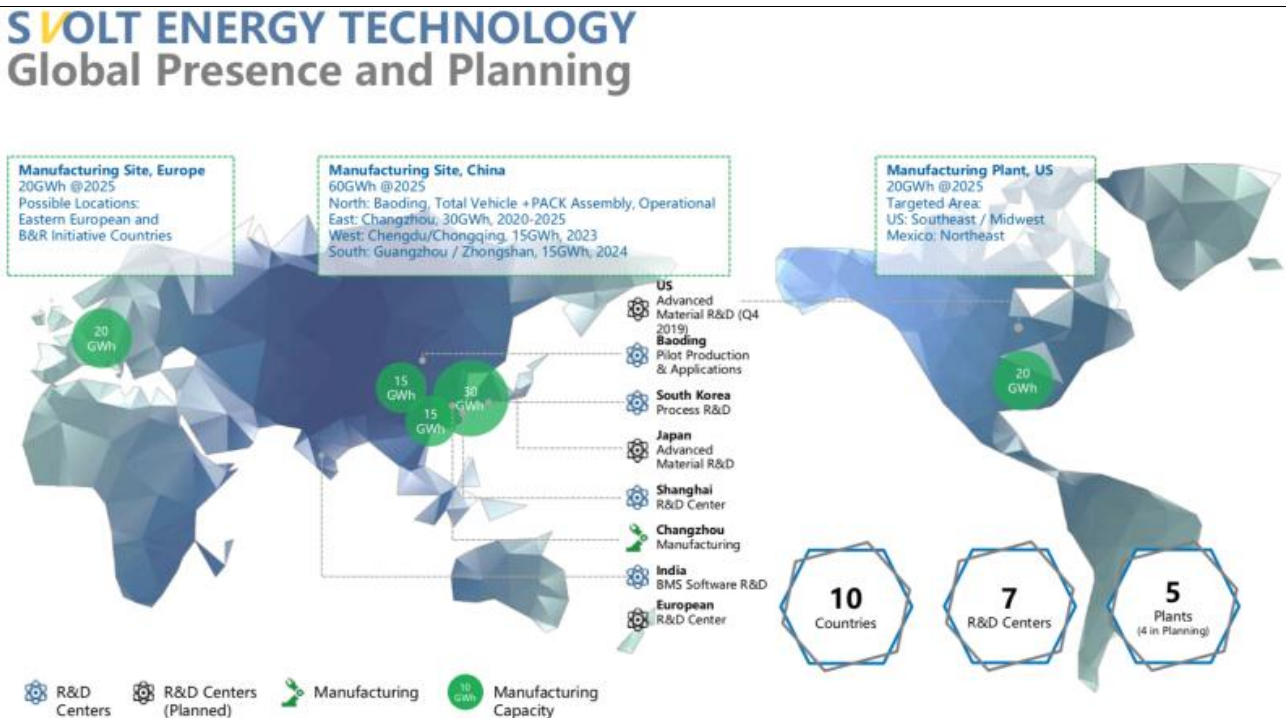 SVOLT ENERGY TECHNOLOGY
Global Presence and Planning
Manufacturing Site, Europe
20GWh @2025
Possible Locations:
Eastern European and
B&R Initiative Countries
Manufacturing Site, China
60GWh @2025
North: Baoding, Total Vehicle +PACK Assembly, Operational
East: Changzhou, 30GWh, 2020-2025
West: Chengdu/Chongqing, 15GWh, 2023
South: Guangzhou / Zhongshan, 15GWh, 2024
Manufacturing Plant, US
20GWh @2025
Targeted Area:
US: Southeast / Midwest
Mexico: Northeast
20
GWh
15
GWh
15
GWh
30
GWh
20
GWh
US
Advanced
Material R&D (Q4
2019)
Baoding
Pilot Production
& Applications
South Korea
Process R&D
Japan
Advanced
Material R&D
Shanghai
R&D Center
Changzhou
Manufacturing
India
BMS Software R&D
European
R&D Center
10
Countries
7
R&D Centers
5
Plants
(4 in Planning)
R&D
Centers
R&D Centers
(Planned)
Manufacturing
10
GWh
Manufacturing
Capacity